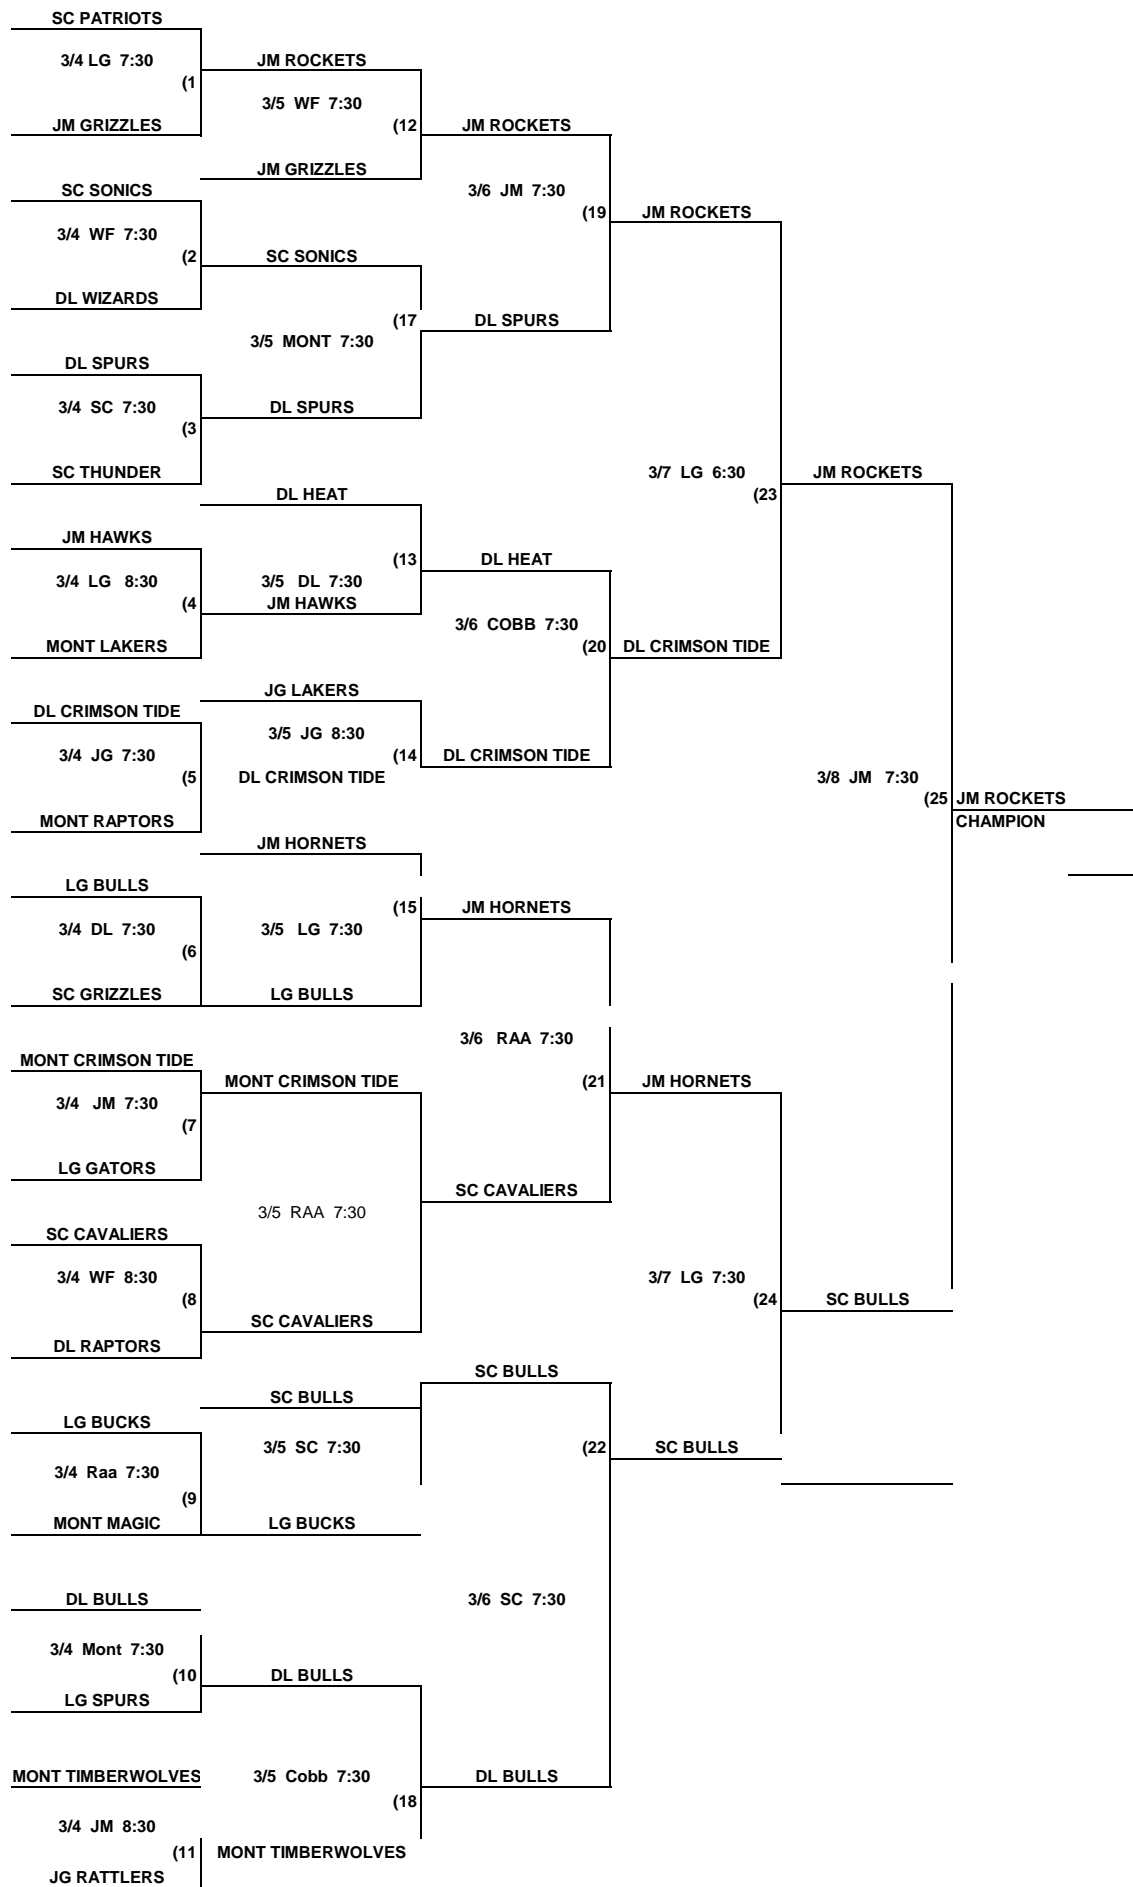 SC PATRIOTS
3/4 LG 7:30
JM ROCKETS
(1
3/5 WF 7:30
JM GRIZZLES
(12
JM ROCKETS
JM GRIZZLES
SC SONICS
3/6 JM 7:30
(19
JM ROCKETS
3/4 WF 7:30
(2
SC SONICS
DL WIZARDS
(17
DL SPURS
3/5 MONT 7:30
DL SPURS
3/4 SC 7:30
DL SPURS
(3
SC THUNDER
3/7 LG 6:30
JM ROCKETS
DL HEAT
(23
JM HAWKS
(13
DL HEAT
3/4 LG 8:30
3/5 DL 7:30
(4
JM HAWKS
3/6 COBB 7:30
MONT LAKERS
(20
DL CRIMSON TIDE
JG LAKERS
DL CRIMSON TIDE
3/5 JG 8:30
3/4 JG 7:30
(14
DL CRIMSON TIDE
(5
DL CRIMSON TIDE
3/8 JM 7:30
(25
JM ROCKETS
MONT RAPTORS
CHAMPION
JM HORNETS
LG BULLS
(15
JM HORNETS
3/4 DL 7:30
3/5 LG 7:30
(6
SC GRIZZLES
LG BULLS
3/6 RAA 7:30
MONT CRIMSON TIDE
MONT CRIMSON TIDE
(21
JM HORNETS
3/4 JM 7:30
(7
LG GATORS
SC CAVALIERS
3/5 RAA 7:30
SC CAVALIERS
3/4 WF 8:30
3/7 LG 7:30
(8
(24
SC BULLS
SC CAVALIERS
DL RAPTORS
SC BULLS
SC BULLS
LG BUCKS
3/5 SC 7:30
(22
SC BULLS
3/4 Raa 7:30
(9
MONT MAGIC
LG BUCKS
DL BULLS
3/6 SC 7:30
3/4 Mont 7:30
(10
DL BULLS
LG SPURS
MONT TIMBERWOLVES
3/5 Cobb 7:30
DL BULLS
(18
3/4 JM 8:30
(11
MONT TIMBERWOLVES
JG RATTLERS